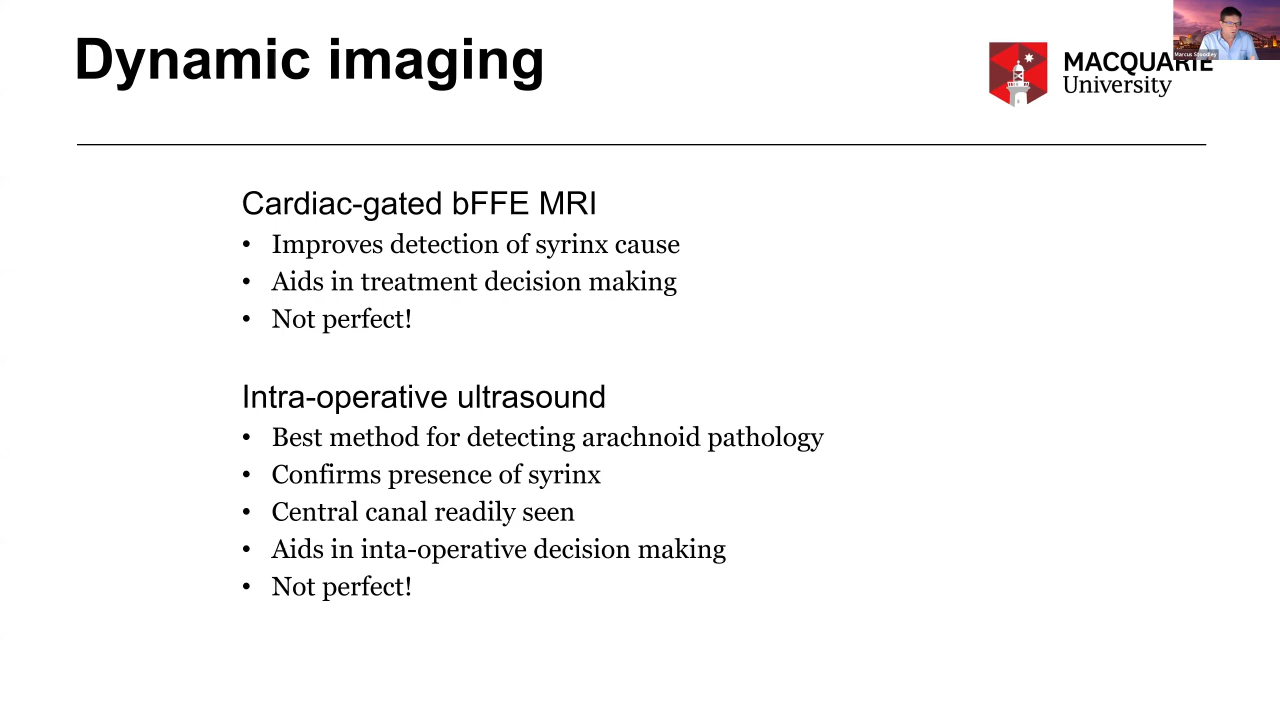 Dynamic imaging
MACQUARIE
University
Marcus Stoodley
Cardiac-gated bFFE MRI
• Improves detection of syrinx cause
• Aids in treatment decision making
• Not perfect!
Intra-operative ultrasound
• Best method for detecting arachnoid pathology
• Confirms presence of syrinx
• Central canal readily seen
• Aids in inta-operative decision making
• Not perfect!